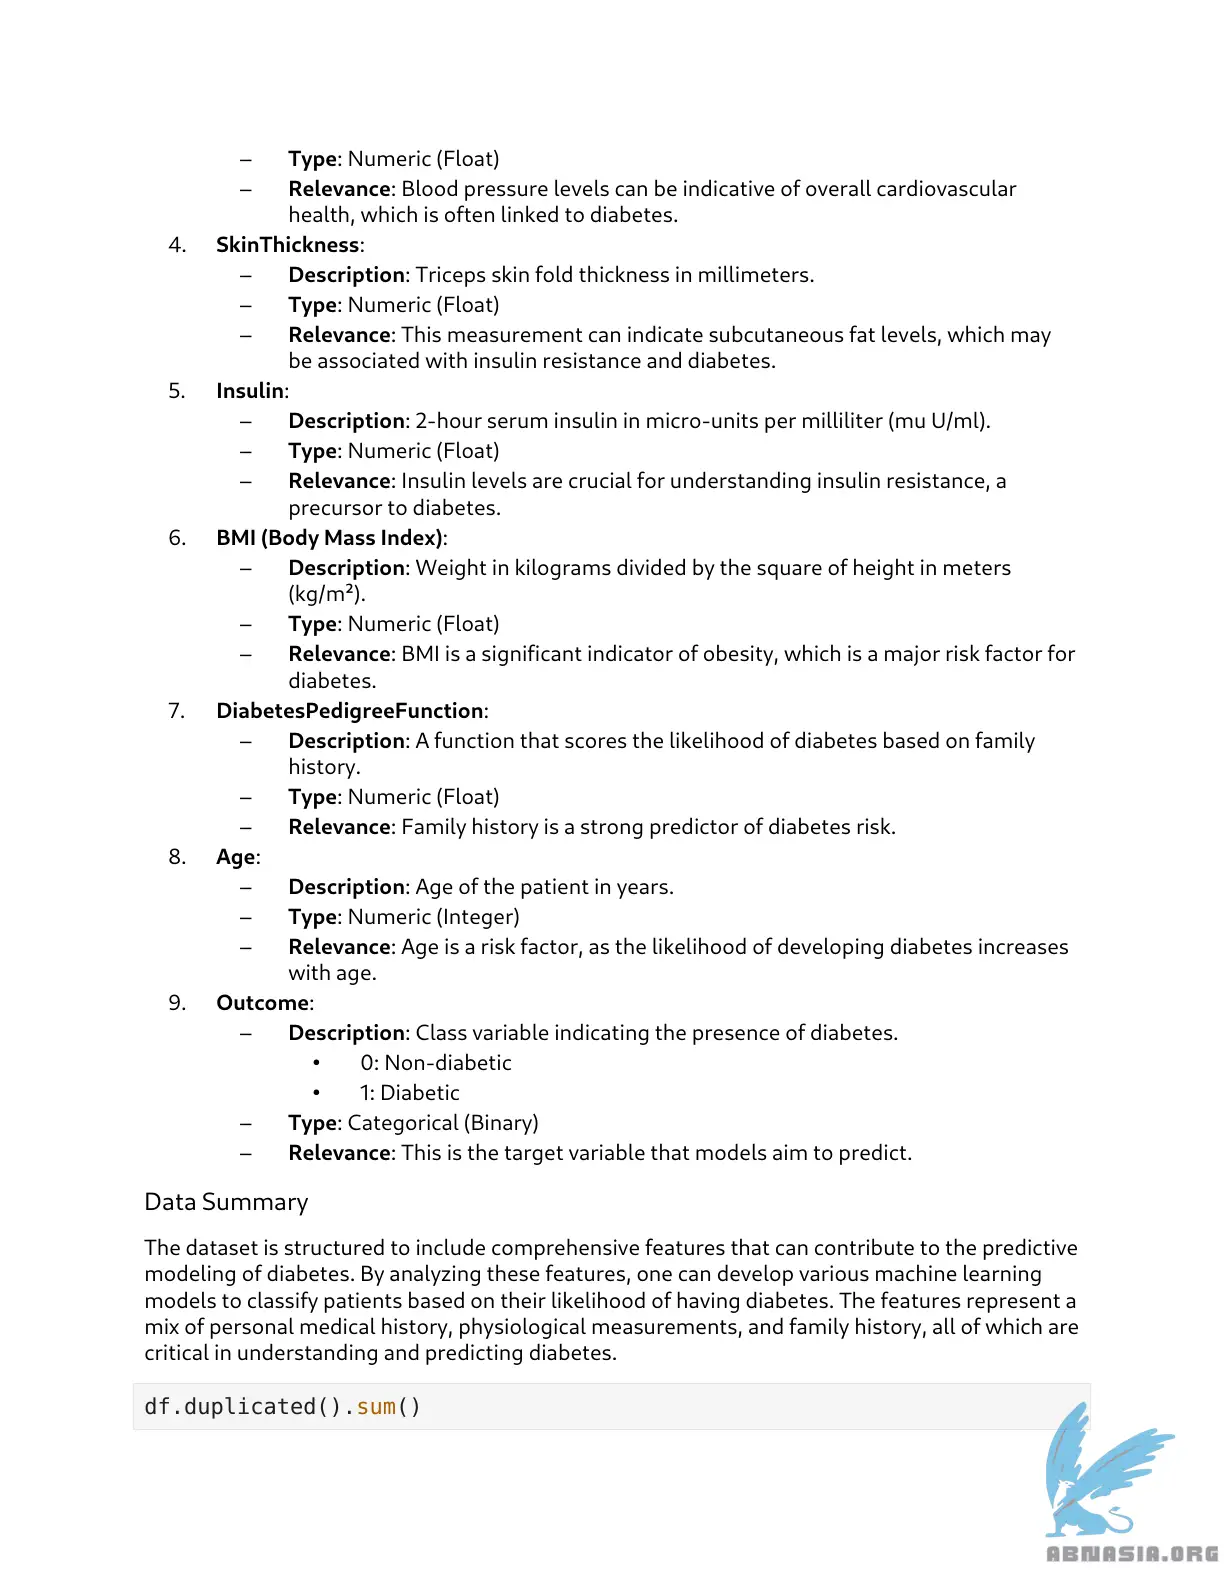 – Type: Numeric (Float)
– Relevance: Blood pressure levels can be indicative of overall cardiovascular
health, which is often linked to diabetes.
4. SkinThickness:
– Description: Triceps skin fold thickness in millimeters.
– Type: Numeric (Float)
– Relevance: This measurement can indicate subcutaneous fat levels, which may
be associated with insulin resistance and diabetes.
5. Insulin:
– Description: 2-hour serum insulin in micro-units per milliliter (mu U/ml).
– Type: Numeric (Float)
– Relevance: Insulin levels are crucial for understanding insulin resistance, a
precursor to diabetes.
6. BMI (Body Mass Index):
– Description: Weight in kilograms divided by the square of height in meters
(kg/m²).
– Type: Numeric (Float)
– Relevance: BMI is a significant indicator of obesity, which is a major risk factor for
diabetes.
7. DiabetesPedigreeFunction:
– Description: A function that scores the likelihood of diabetes based on family
history.
– Type: Numeric (Float)
– Relevance: Family history is a strong predictor of diabetes risk.
8. Age:
– Description: Age of the patient in years.
– Type: Numeric (Integer)
– Relevance: Age is a risk factor, as the likelihood of developing diabetes increases
with age.
9. Outcome:
– Description: Class variable indicating the presence of diabetes.
• 0: Non-diabetic
• 1: Diabetic
– Type: Categorical (Binary)
– Relevance: This is the target variable that models aim to predict.
Data Summary
The dataset is structured to include comprehensive features that can contribute to the predictive
modeling of diabetes. By analyzing these features, one can develop various machine learning
models to classify patients based on their likelihood of having diabetes. The features represent a
mix of personal medical history, physiological measurements, and family history, all of which are
critical in understanding and predicting diabetes.
df.duplicated().sum()
ABNASIA.ORG